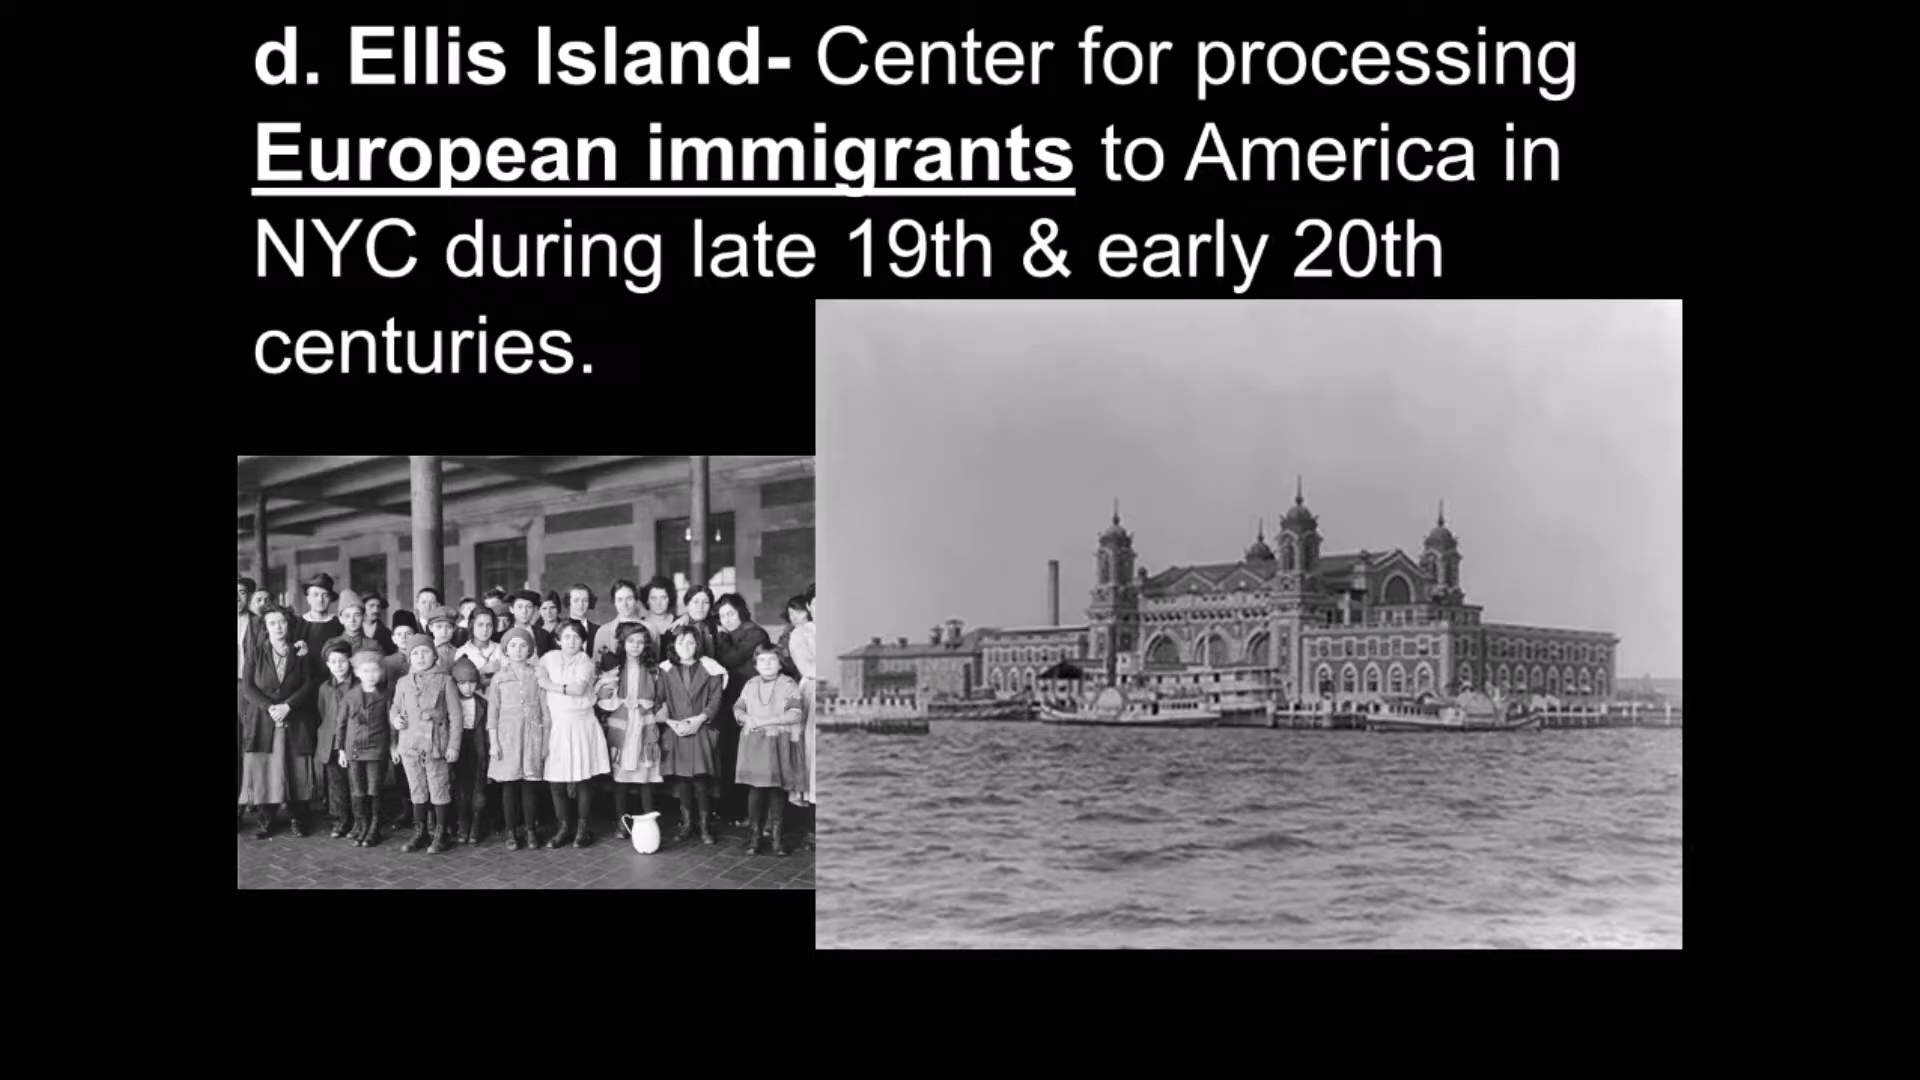 d. Ellis Island- Center for processing
European immigrants to America in
NYC during late 19th & early 20th
centuries.